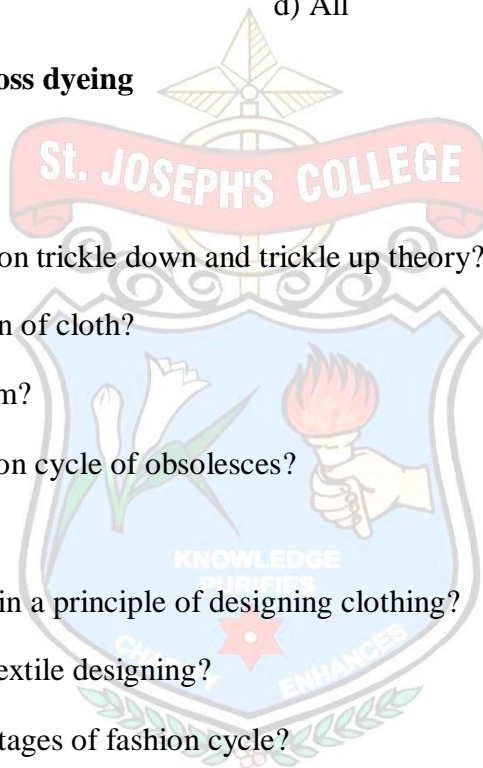 d) All
oss dyeing
St. JOSEPH'S COLLEGE
on trickle down and trickle up theory?
n of cloth?
m?
on cycle of obsolesces?
KNOWLEDGE
PURIFIES
in a principle of designing clothing?
CHARITY ENHANCES
extile designing?
tages of fashion cycle?